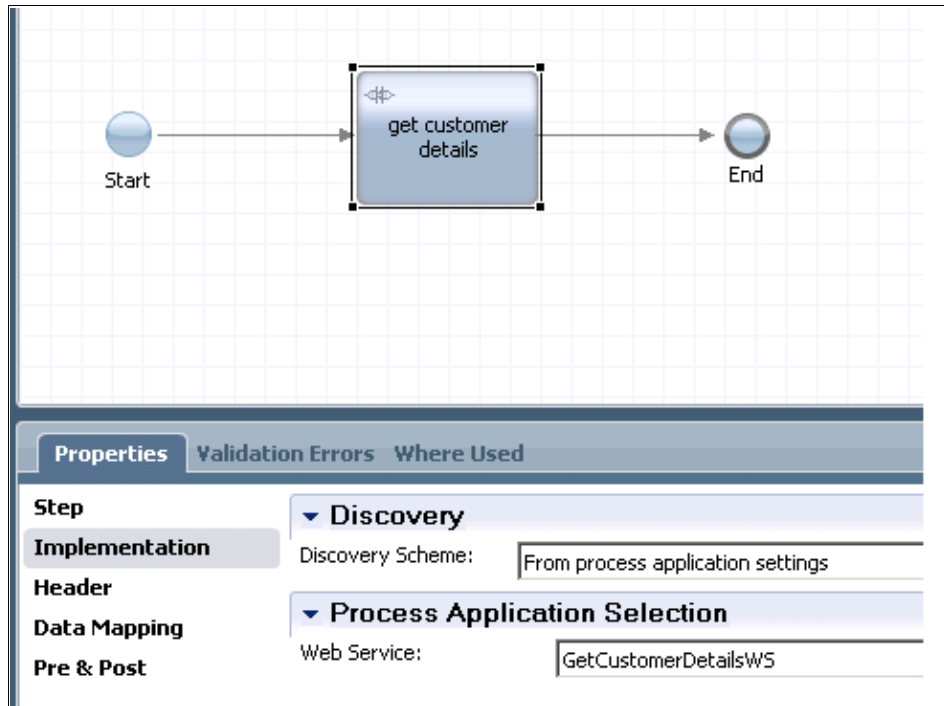 get customer
details
Start
End
Properties Validation Errors Where Used
Step
Implementation
Header
Data Mapping
Pre & Post
Discovery
Discovery Scheme: From process application settings
Process Application Selection
Web Service: GetCustomerDetailsWS